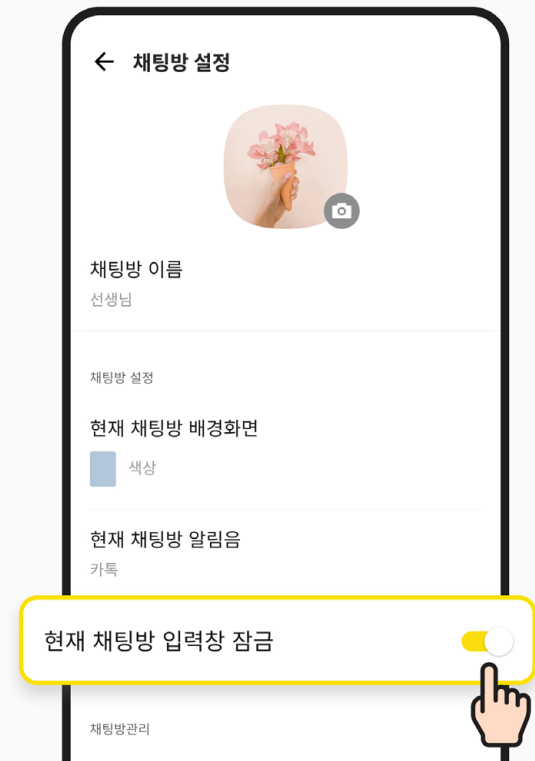 채팅방 설정
채팅방 이름
선생님
채팅방 설정
현재 채팅방 배경화면
색상
현재 채팅방 알림음
카톡
현재 채팅방 입력창 잠금
채팅방관리